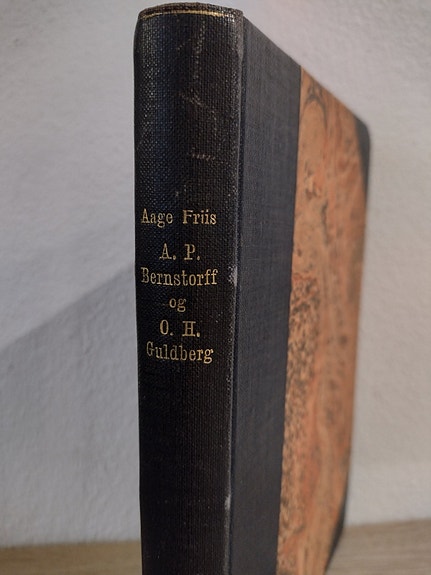 Aage Friis
A. P.
Bernstorff
og
O. H.
Guldberg